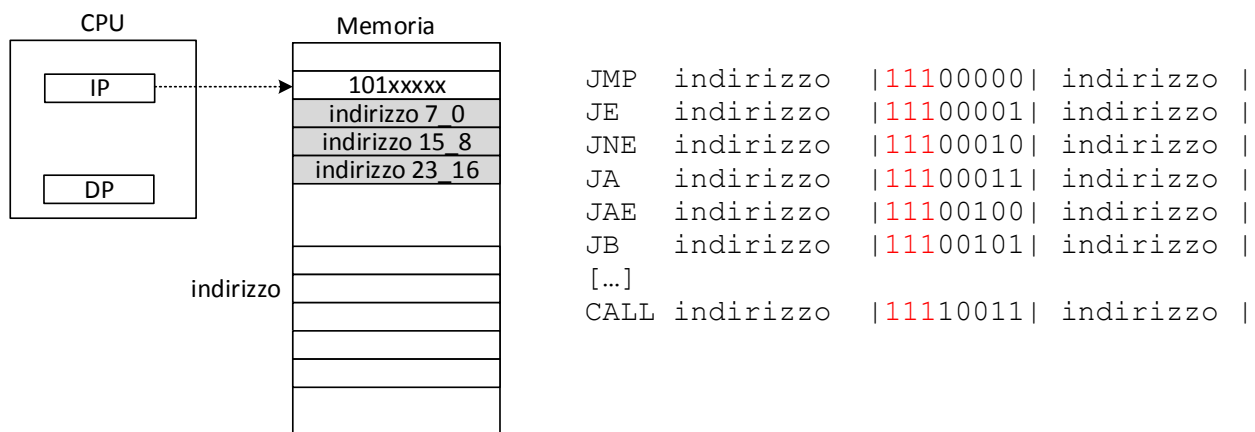 CPU
IP
DP
Memoria
101xxxxx
indirizzo 7_0
indirizzo 15_8
indirizzo 23_16
indirizzo
JMP indirizzo |11100000| indirizzo |
JE indirizzo |11100001| indirizzo |
JNE indirizzo |11100010| indirizzo |
JA indirizzo |11100011| indirizzo |
JAE indirizzo |11100100| indirizzo |
JB indirizzo |11100101| indirizzo |
[…]
CALL indirizzo |11110011| indirizzo |